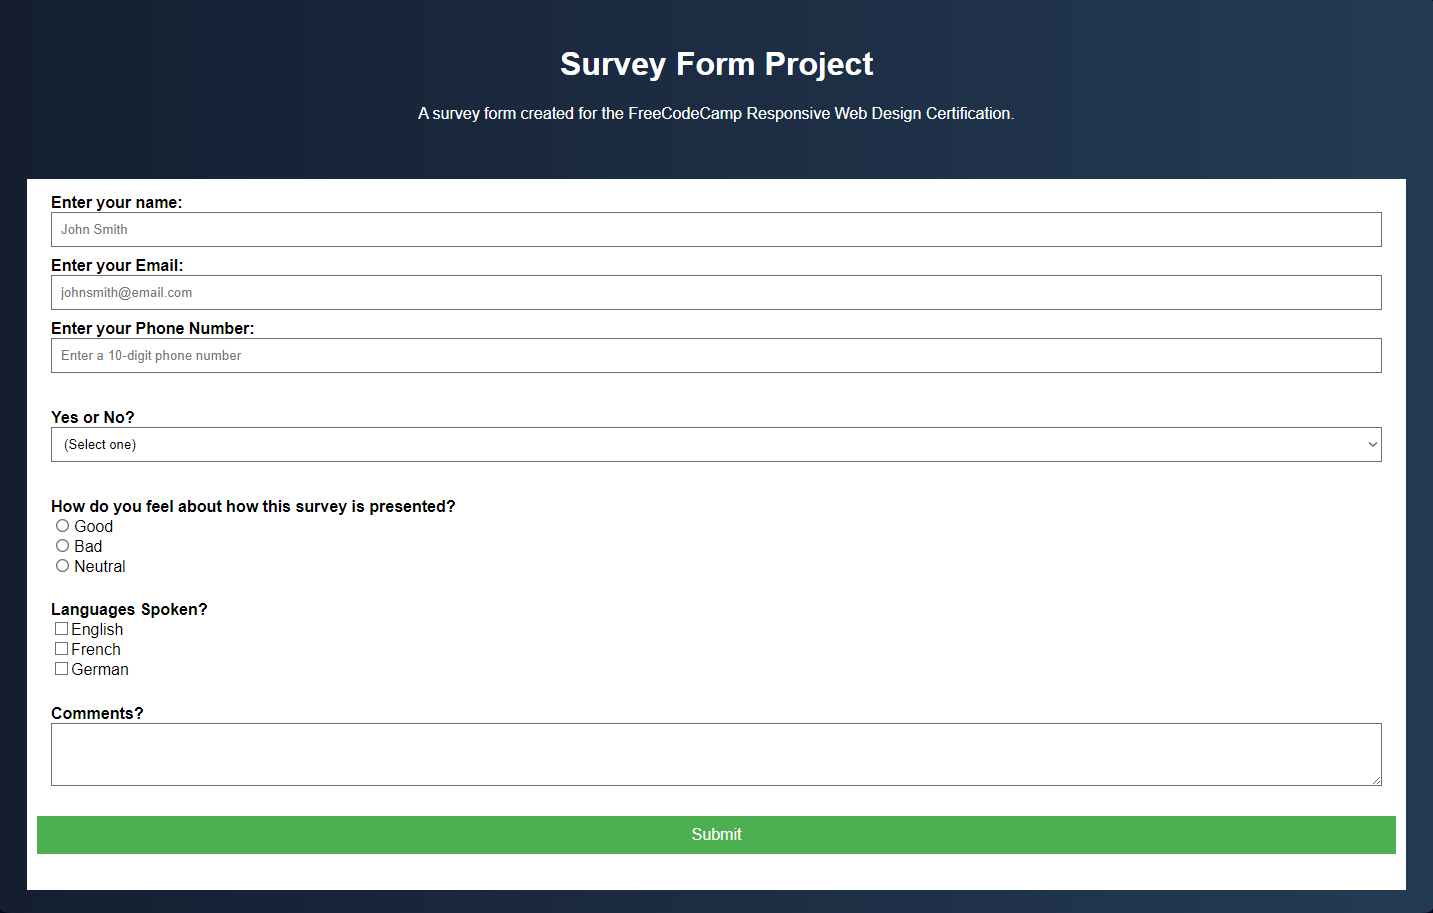 Survey Form Project
A survey form created for the FreeCodeCamp Responsive Web Design Certification.
Enter your name:
John Smith
Enter your Email:
johnsmith@email.com
Enter your Phone Number:
Enter a 10-digit phone number
Yes or No?
(Select one)
How do you feel about how this survey is presented?
Good
Bad
Neutral
Languages Spoken?
English
French
German
Comments?
Submit